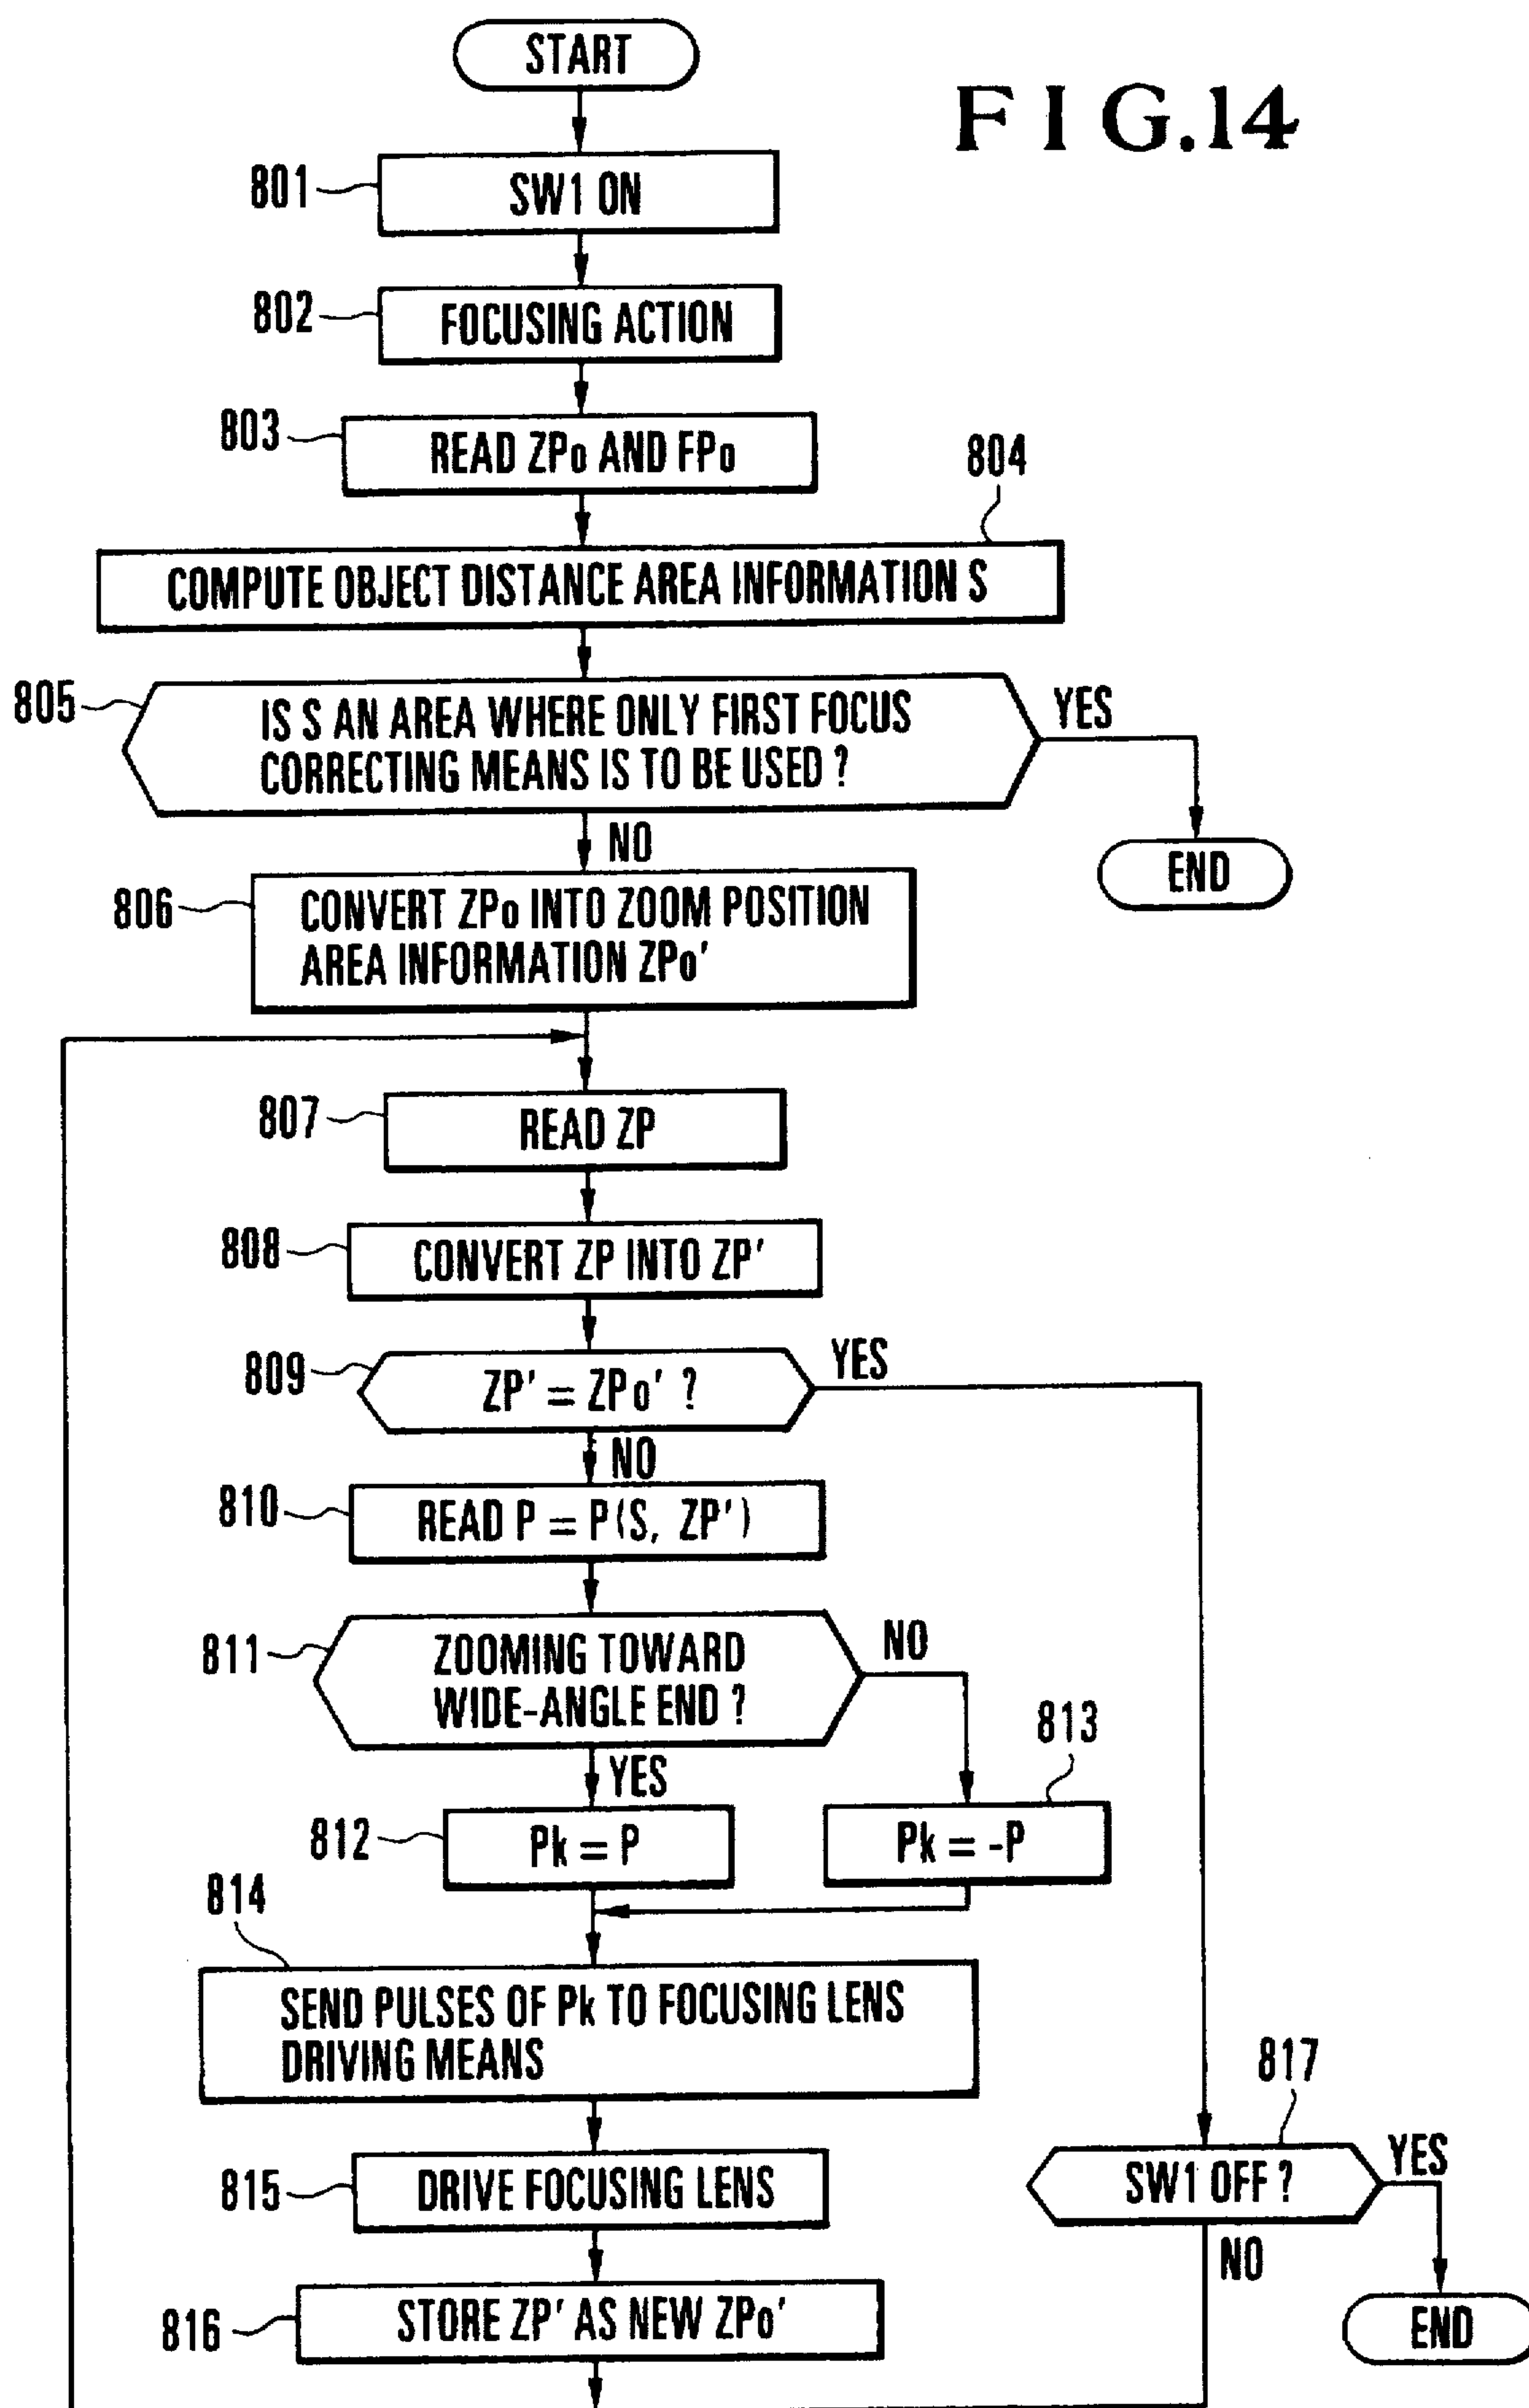 START
F I G.14
801
SW1 ON
802
FOCUSING ACTION
803
READ ZPo AND FPo
804
COMPUTE OBJECT DISTANCE AREA INFORMATION S
805
IS S AN AREA WHERE ONLY FIRST FOCUS
CORRECTING MEANS IS TO BE USED ?
YES
NO
END
806
CONVERT ZPo INTO ZOOM POSITION
AREA INFORMATION ZPo'
807
READ ZP
808
CONVERT ZP INTO ZP'
809
ZP' = ZPo' ?
YES
NO
810
READ P = P(S, ZP')
811
ZOOMING TOWARD
WIDE-ANGLE END ?
NO
YES
813
812
Pk = P
Pk = -P
814
SEND PULSES OF Pk TO FOCUSING LENS
DRIVING MEANS
817
815
DRIVE FOCUSING LENS
SW1 OFF ?
YES
NO
816
STORE ZP' AS NEW ZPo'
END